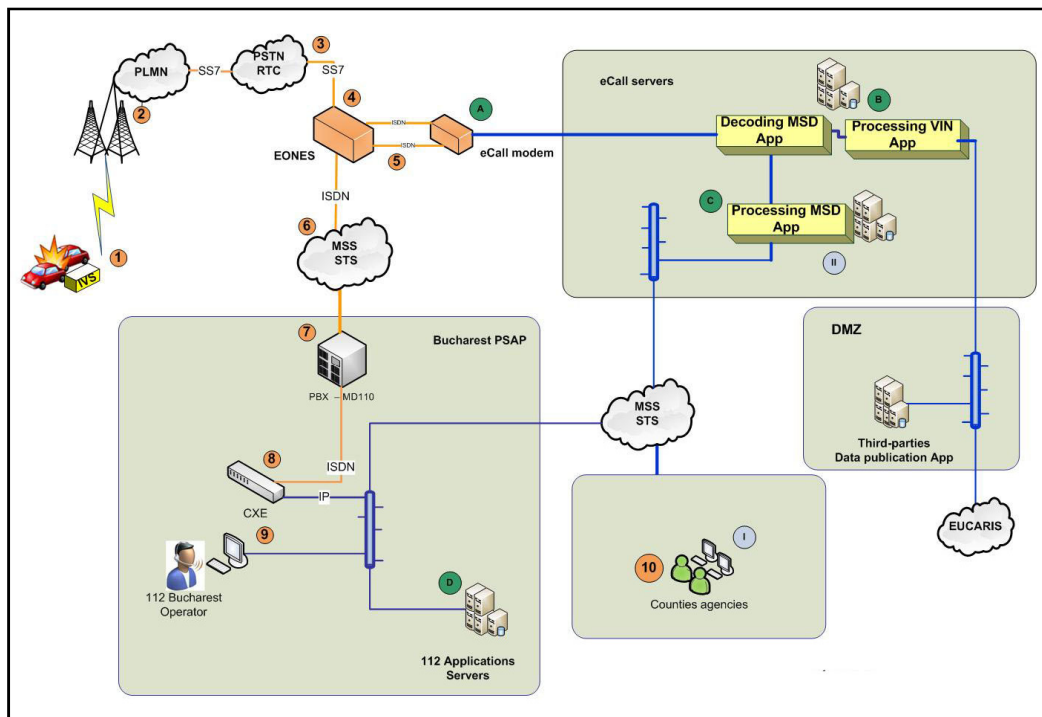 PLMN
SS7
PSTN
RTC
3
SS7
2
4
EONES
ISDN
ISDN
5
A
eCall modem
eCall servers
B
Decoding MSD
App
Processing VIN
App
C
Processing MSD
App
II
1
IVS
ISDN
6
MSS
STS
7
Bucharest PSAP
PBX – MD110
8
ISDN
CXE
IP
9
112 Bucharest
Operator
D
112 Applications
Servers
MSS
STS
10
I
Counties agencies
DMZ
Third-parties
Data publication App
EUCARIS